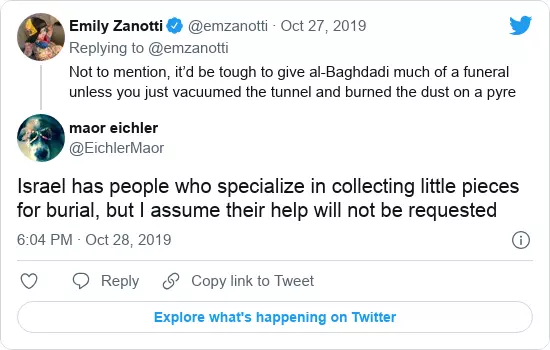 Emily Zanotti @emzanotti · Oct 27, 2019
Replying to @emzanotti
Not to mention, it’d be tough to give al-Baghdadi much of a funeral
unless you just vacuumed the tunnel and burned the dust on a pyre
maor eichler
@EichlerMaor
Israel has people who specialize in collecting little pieces
for burial, but I assume their help will not be requested
6:04 PM · Oct 28, 2019
Reply Copy link to Tweet
Explore what's happening on Twitter